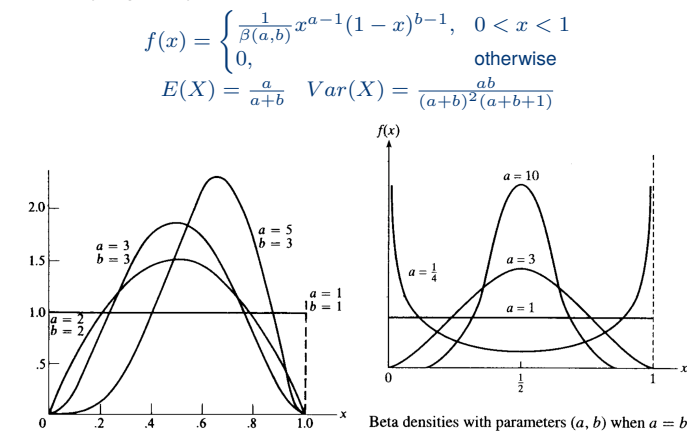 f(x) = { 1/β(a,b) x^{a−1}(1 − x)^{b−1}, 0 < x < 1
0, otherwise
E(X) = a/(a+b) Var(X) = ab/((a+b)^2(a+b+1))
2.0
1.5
1.0
.5
0 .2 .4 .6 .8 1.0 x
a = 3
b = 3
a = 5
b = 3
a = 1
b = 1
a = 2
b = 2
f(x)
a = 10
a = 3
a = 1/4
a = 1
0 1/2 1 x
Beta densities with parameters (a, b) when a = b